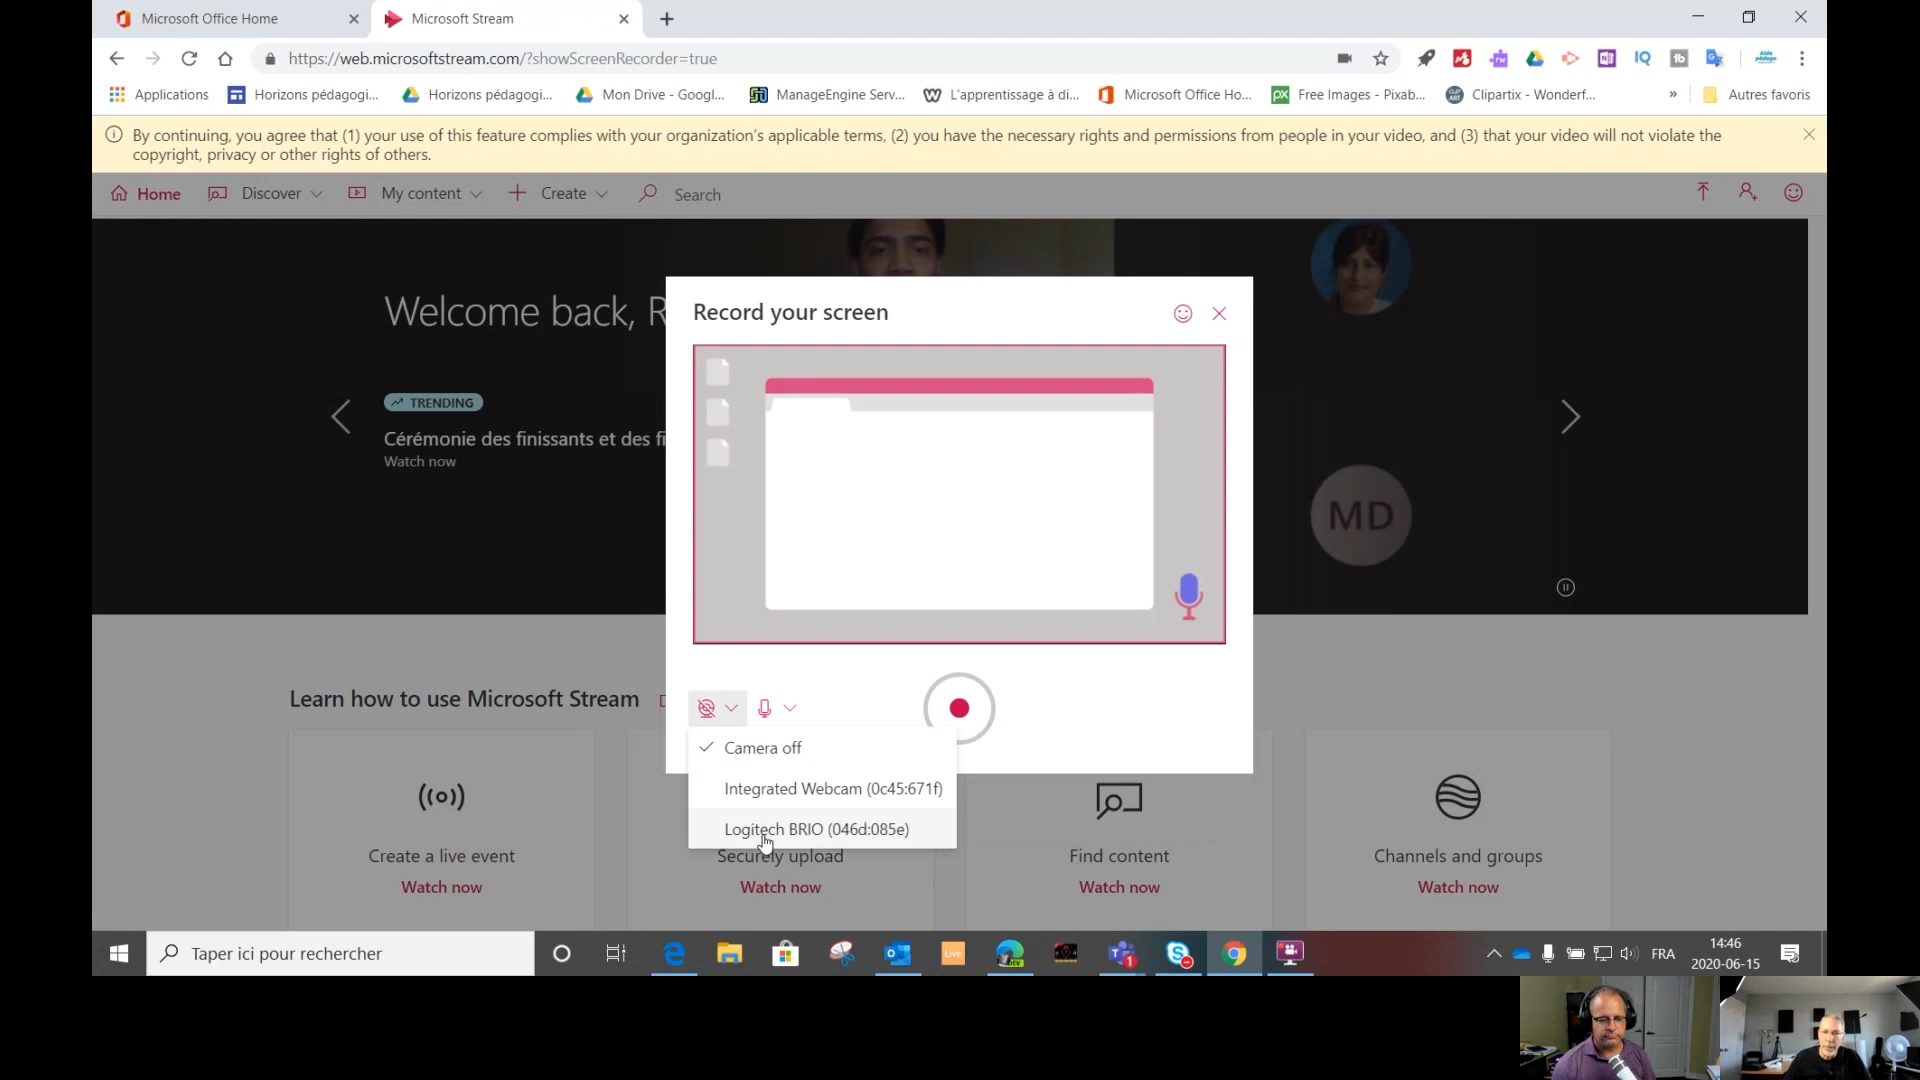 Microsoft Office Home
Microsoft Stream
https://web.microsoftstream.com/?showScreenRecorder=true
Applications
Horizons pédagogi...
Horizons pédagogi...
Mon Drive - Googl...
ManageEngine Serv...
L'apprentissage à di...
Microsoft Office Ho...
Free Images - Pixab...
Clipartix - Wonderf...
»
Autres favoris
By continuing, you agree that (1) your use of this feature complies with your organization's applicable terms, (2) you have the necessary rights and permissions from people in your video, and (3) that your video will not violate the
copyright, privacy or other rights of others.
Home
Discover
My content
Create
Search
Welcome back, R
TRENDING
Cérémonie des finissants et des fi
Watch now
MD
Record your screen
Camera off
Integrated Webcam (0c45:671f)
Logitech BRIO (046d:085e)
Learn how to use Microsoft Stream
Create a live event
Watch now
Securely upload
Watch now
Find content
Watch now
Channels and groups
Watch now
Taper ici pour rechercher
Live
FRA
14:46
2020-06-15